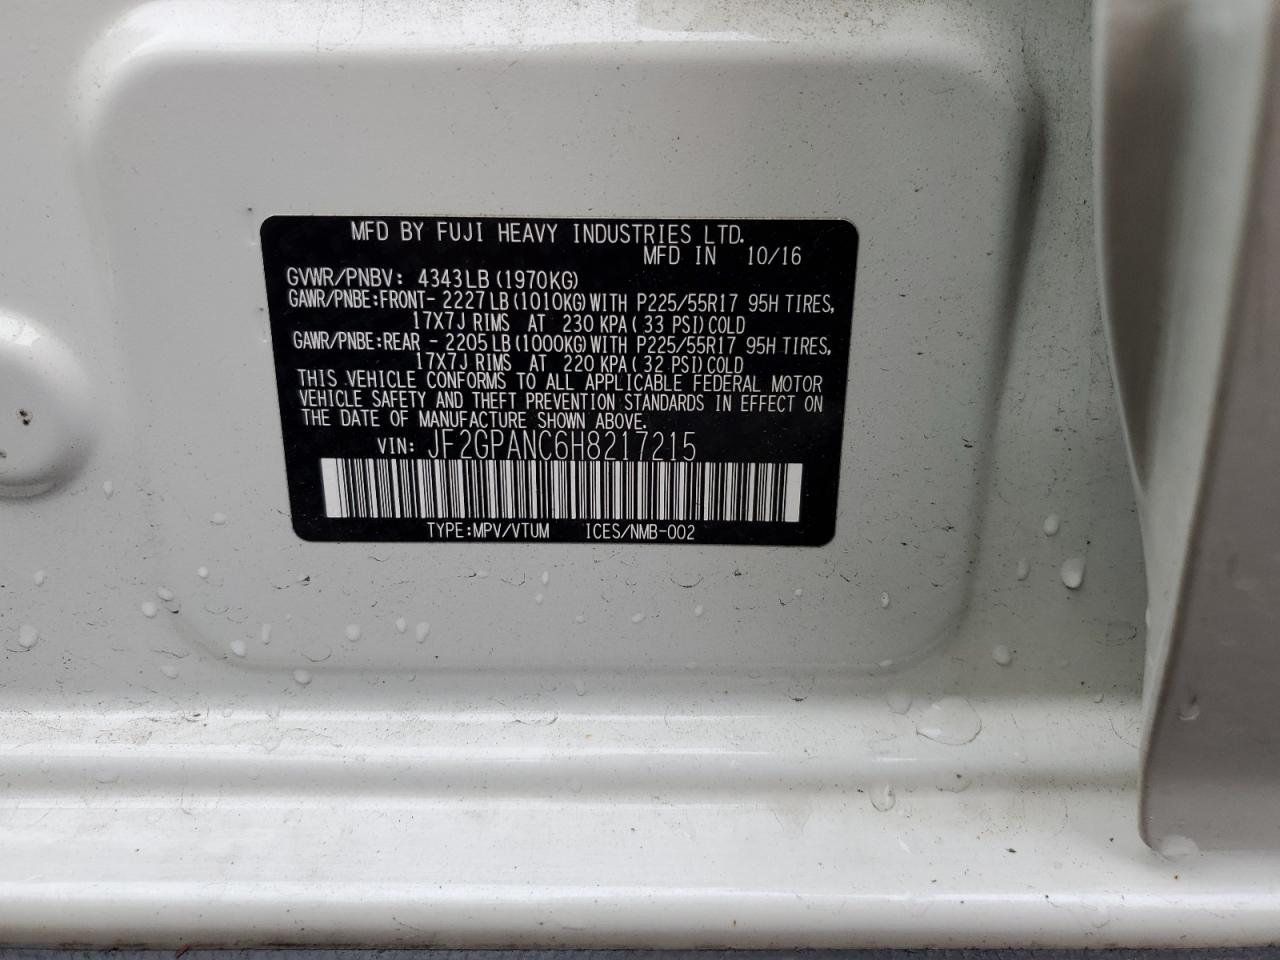 MFD BY FUJI HEAVY INDUSTRIES LTD.
MFD IN 10/16
GVWR/PNBV: 4343LB (1970KG)
GAWR/PNBE:FRONT- 2227 LB (1010KG) WITH P225/55R17 95H TIRES,
17X7J RIMS AT 230 KPA ( 33 PSI) COLD
GAWR/PNBE:REAR - 2205 LB (1000KG) WITH P225/55R17 95H TIRES,
17X7J RIMS AT 220 KPA ( 32 PSI) COLD
THIS VEHICLE CONFORMS TO ALL APPLICABLE FEDERAL MOTOR
VEHICLE SAFETY AND THEFT PREVENTION STANDARDS IN EFFECT ON
THE DATE OF MANUFACTURE SHOWN ABOVE.
VIN: JF2GPANC6H8217215
TYPE:MPV/VTUM ICES/NMB-002